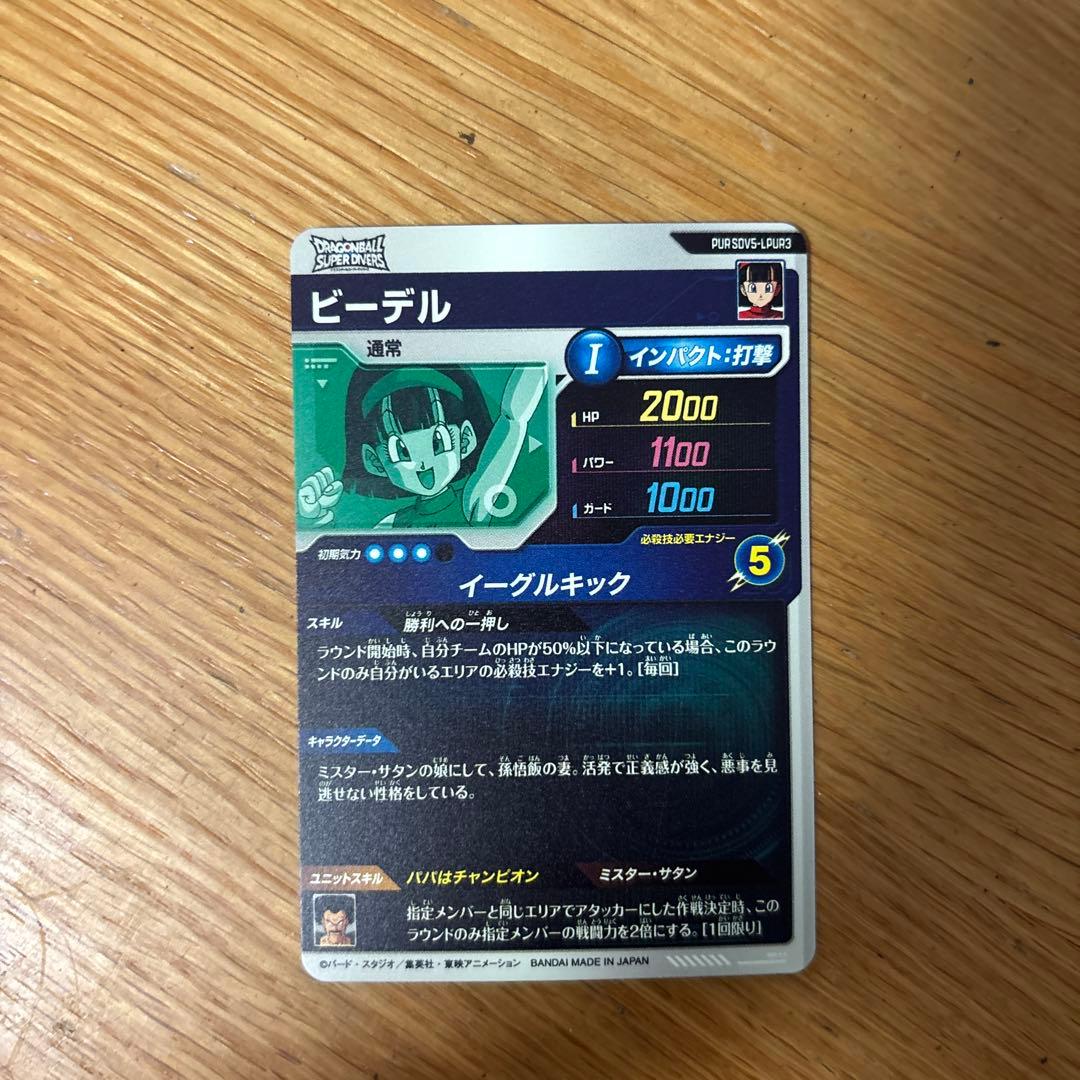 DRAGONBALL
SUPER DIVERS
PUR SDV5-LPUR3
ビーデル
通常
I インパクト:打撃
HP 2000
パワー 1100
ガード 1000
初期気力
必殺技必要エナジー
5
イーグルキック
スキル 勝利への一押し
ラウンド開始時、自分チームのHPが50%以下になっている場合、このラウ
ンドのみ自分がいるエリアの必殺技エナジーを+1。[毎回]
キャラクターデータ
ミスター・サタンの娘にして、孫悟飯の妻。活発で正義感が強く、悪事を見
逃せない性格をしている。
ユニットスキル パパはチャンピオン ミスター・サタン
指定メンバーと同じエリアでアタッカーにした作戦決定時、この
ラウンドのみ指定メンバーの戦闘力を2倍にする。[1回限り]
©バード・スタジオ／集英社・東映アニメーション BANDAI MADE IN JAPAN